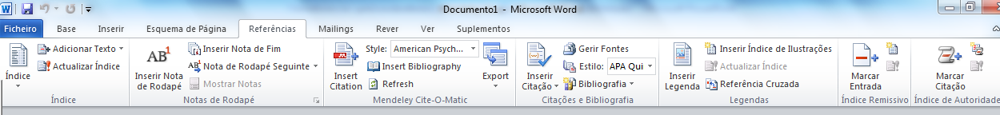 Documento1 - Microsoft Word
Ficheiro Base Inserir Esquema de Página Referências Mailings Rever Ver Suplementos
Índice
Adicionar Texto
Actualizar Índice
Índice
AB1
Inserir Nota
de Rodapé
Inserir Nota de Fim
Nota de Rodapé Seguinte
Mostrar Notas
Notas de Rodapé
Insert
Citation
Style: American Psych...
Insert Bibliography
Refresh
Export
Mendeley Cite-O-Matic
Inserir
Citação
Gerir Fontes
Estilo: APA Qui
Bibliografia
Citações e Bibliografia
Inserir
Legenda
Inserir Índice de Ilustrações
Actualizar Índice
Referência Cruzada
Legendas
Marcar
Entrada
Índice Remissivo
Marcar
Citação
Índice de Autoridade